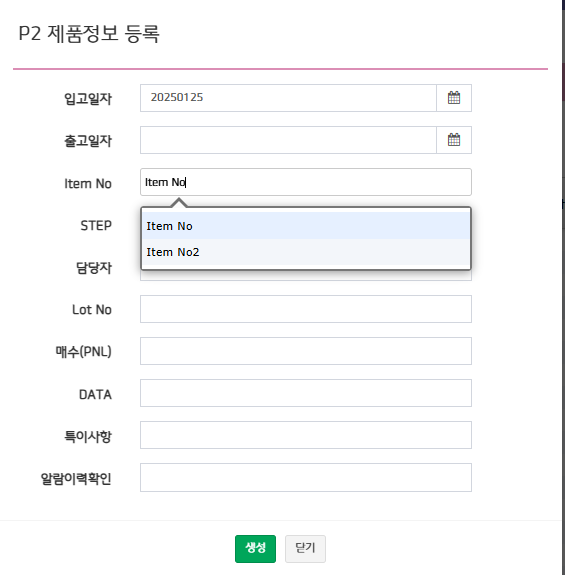 P2 제품정보 등록
입고일자 20250125
출고일자
Item No Item No
STEP Item No
Item No2
담당자
Lot No
매수(PNL)
DATA
특이사항
알람이력확인
생성 닫기